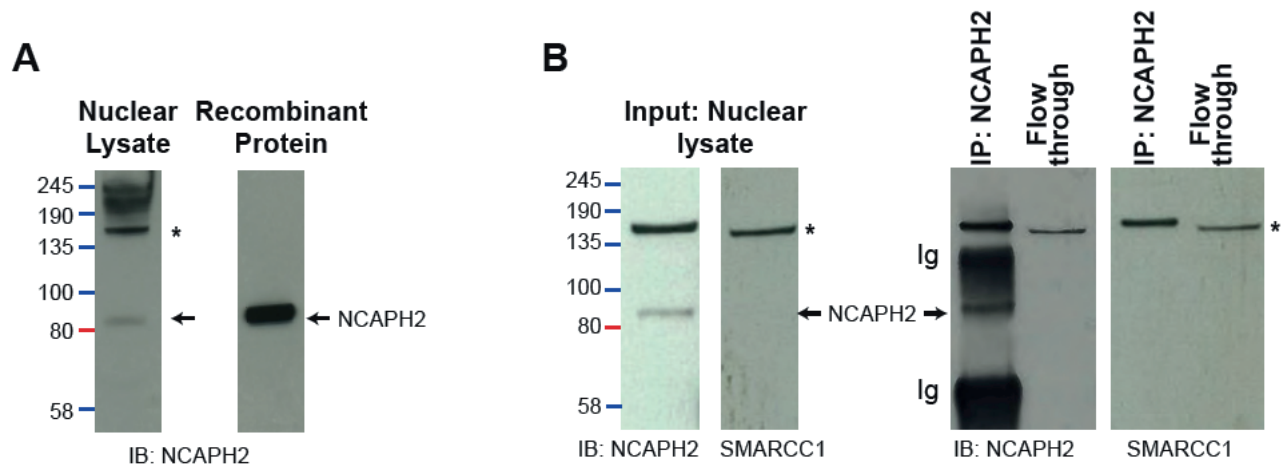 A
Nuclear
Lysate
Recombinant
Protein
245
190
135
100
80
58
*
NCAPH2
IB: NCAPH2
B
Input: Nuclear
lysate
245
190
135
100
80
58
*
NCAPH2
IB: NCAPH2
SMARCC1
IP: NCAPH2
Flow
through
IP: NCAPH2
Flow
through
Ig
Ig
*
IB: NCAPH2
SMARCC1